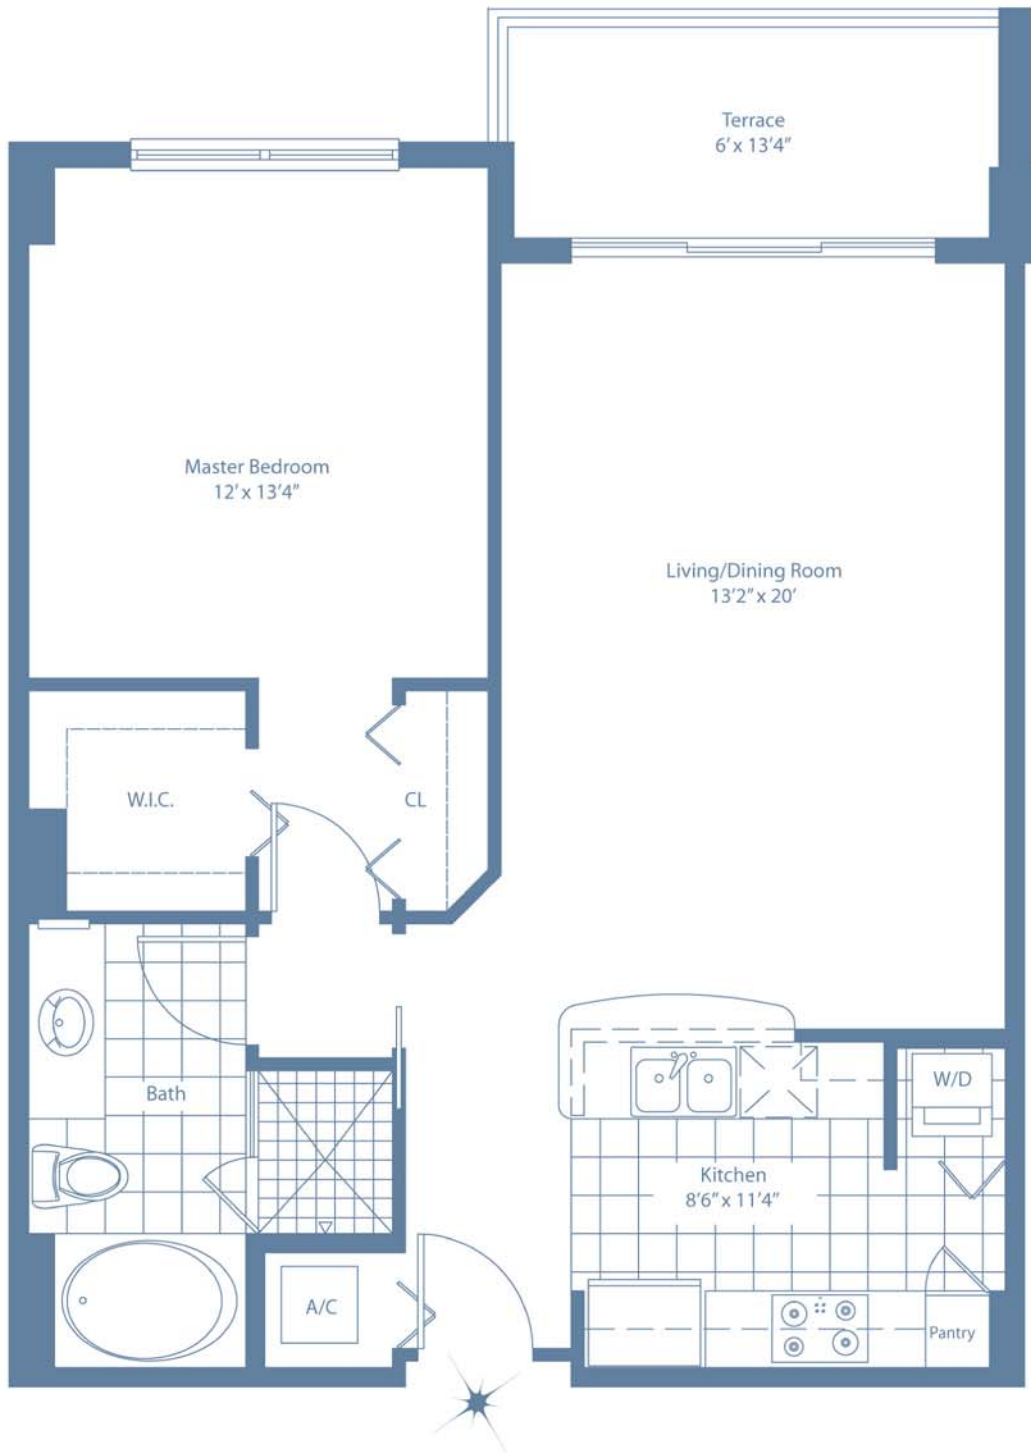 Terrace
6' x 13'4"
Master Bedroom
12' x 13'4"
Living/Dining Room
13'2" x 20'
W.I.C.
CL
Bath
W/D
Kitchen
8'6" x 11'4"
A/C
Pantry